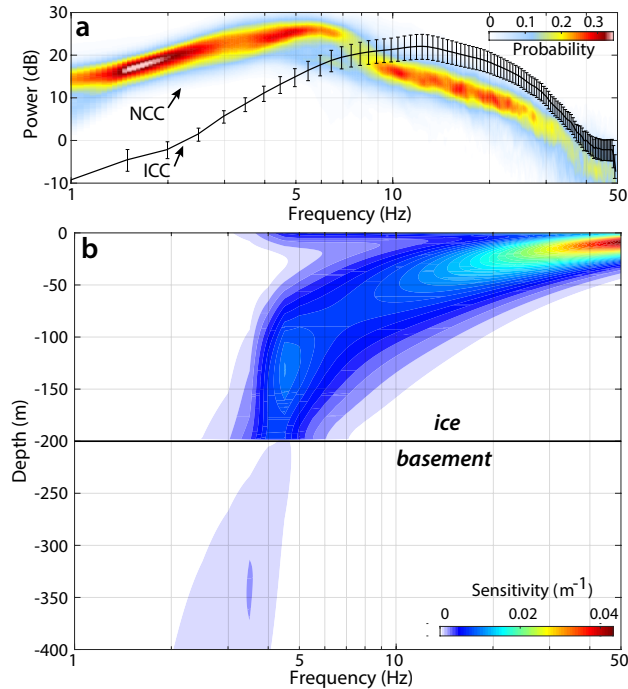 a
30
20
10
0
-10
Power (dB)
NCC
ICC
0 0.1 0.2 0.3
Probability
1 5 10 50
Frequency (Hz)
b
0
-50
-100
-150
-200
-250
-300
-350
-400
Depth (m)
ice
basement
Sensitivity (m-1)
0 0.02 0.04
1 5 10 50
Frequency (Hz)